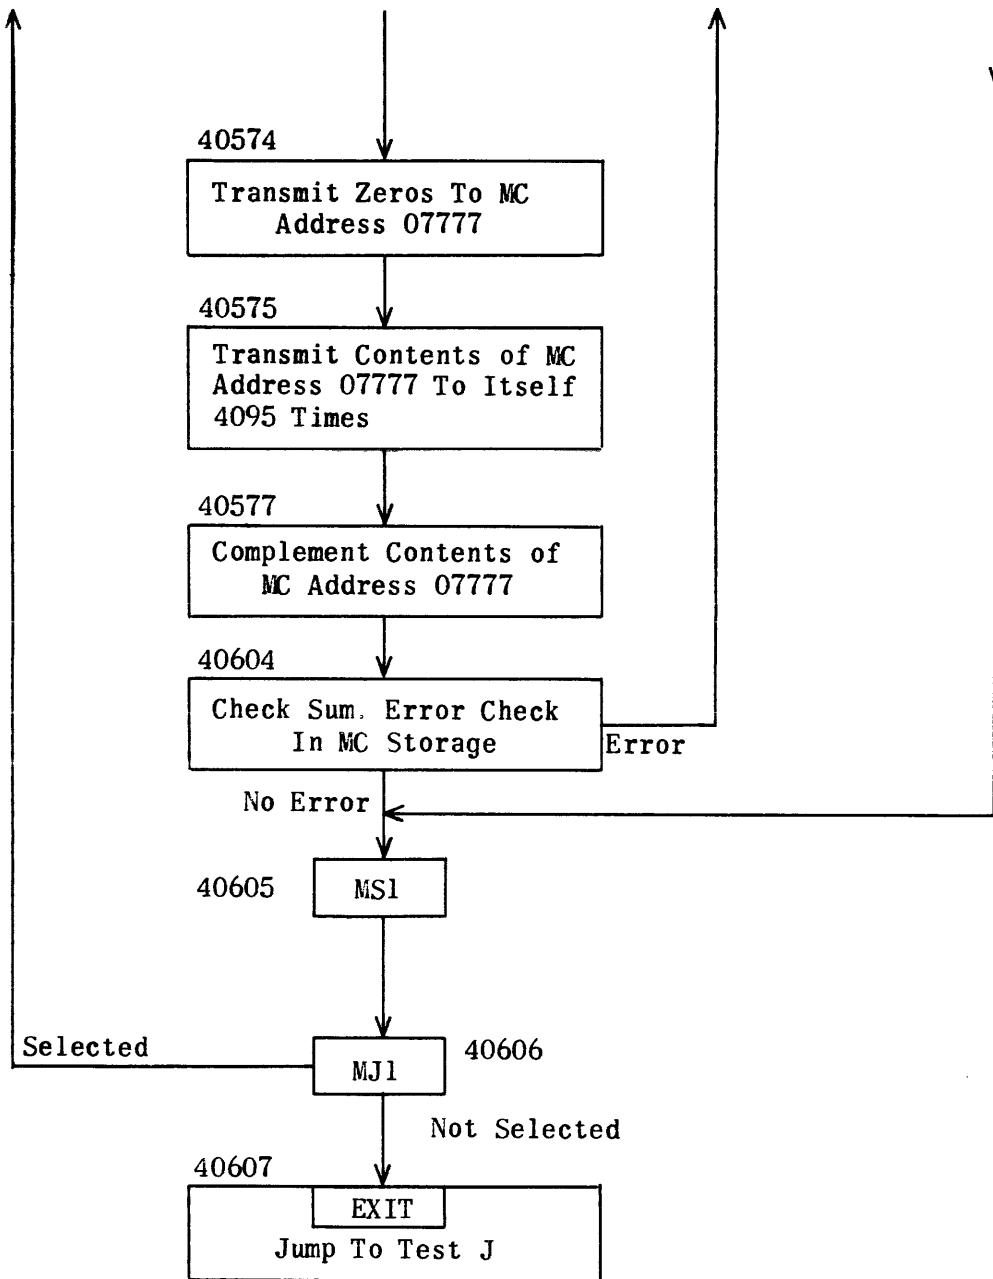 40574
Transmit Zeros To MC
Address 07777
40575
Transmit Contents of MC
Address 07777 To Itself
4095 Times
40577
Complement Contents of
MC Address 07777
40604
Check Sum. Error Check
In MC Storage
Error
No Error
40605
MS1
Selected
MJ1
40606
Not Selected
40607
EXIT
Jump To Test J